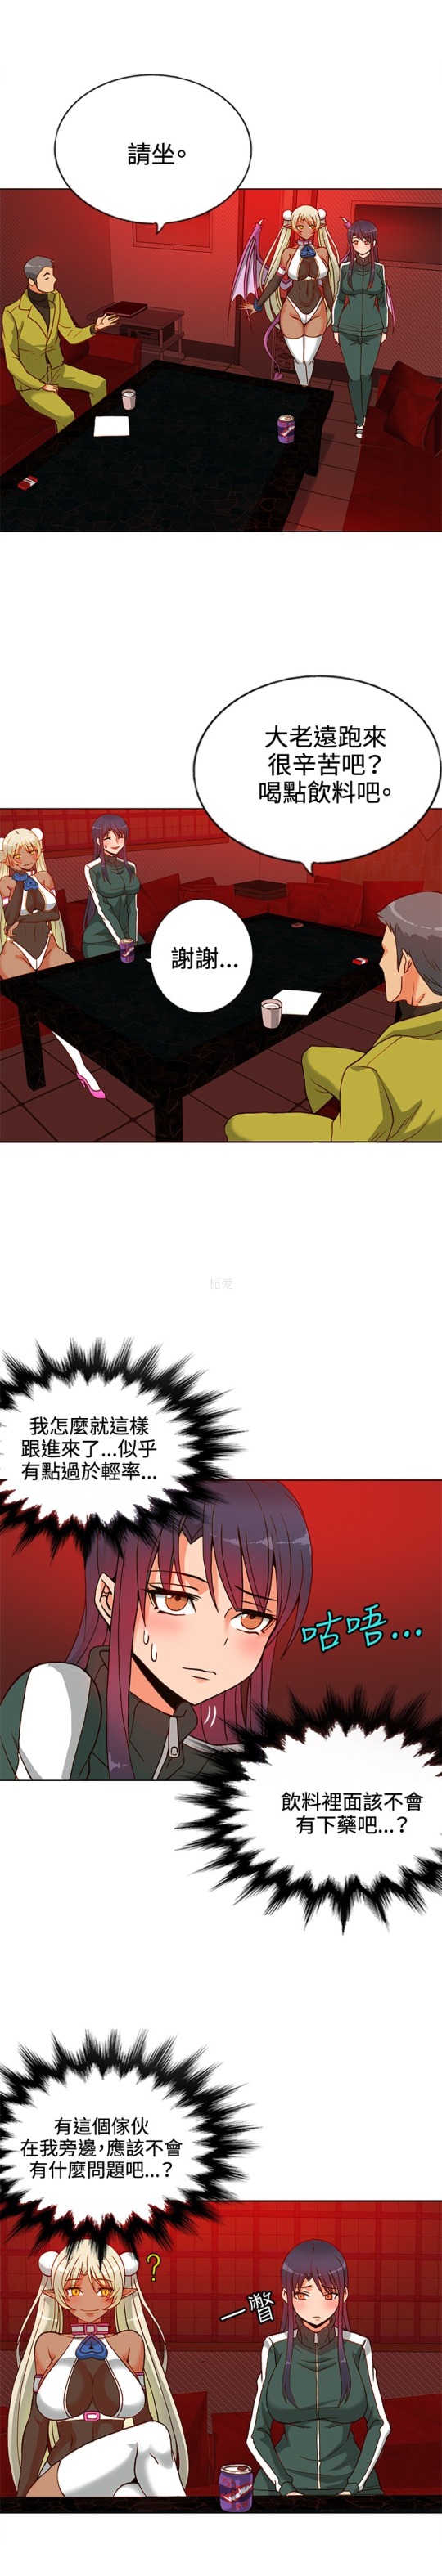 請坐。
大老遠跑來
很辛苦吧？
喝點飲料吧。
謝謝...
我怎麼就這樣
跟進來了...似乎
有點過於輕率...
咕唔...
飲料裡面該不會
有下藥吧...？
有這個傢伙
在我旁邊，應該不會
有什麼問題吧...？
?
一瞥